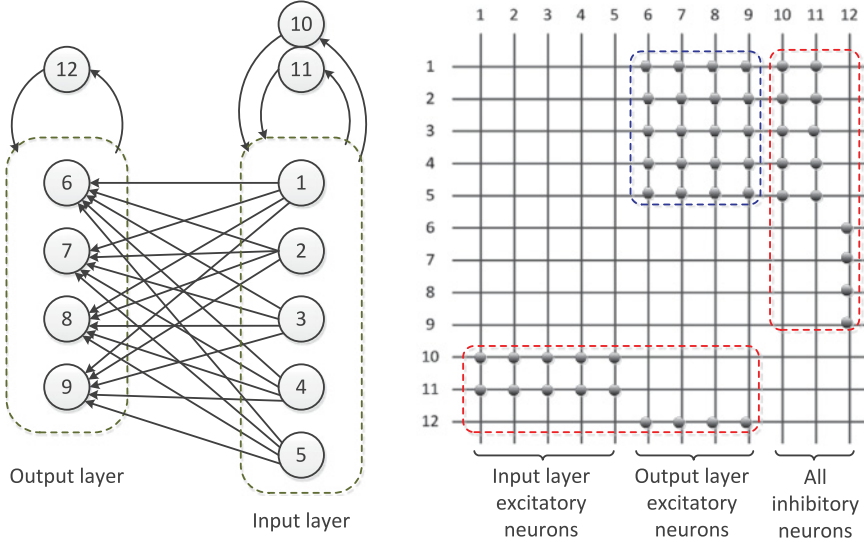 10
12
11
6
1
7
2
8
3
9
4
5
Output layer
Input layer
1 2 3 4 5 6 7 8 9 10 11 12
1
2
3
4
5
6
7
8
9
10
11
12
Input layer
excitatory
neurons
Output layer
excitatory
neurons
All
inhibitory
neurons